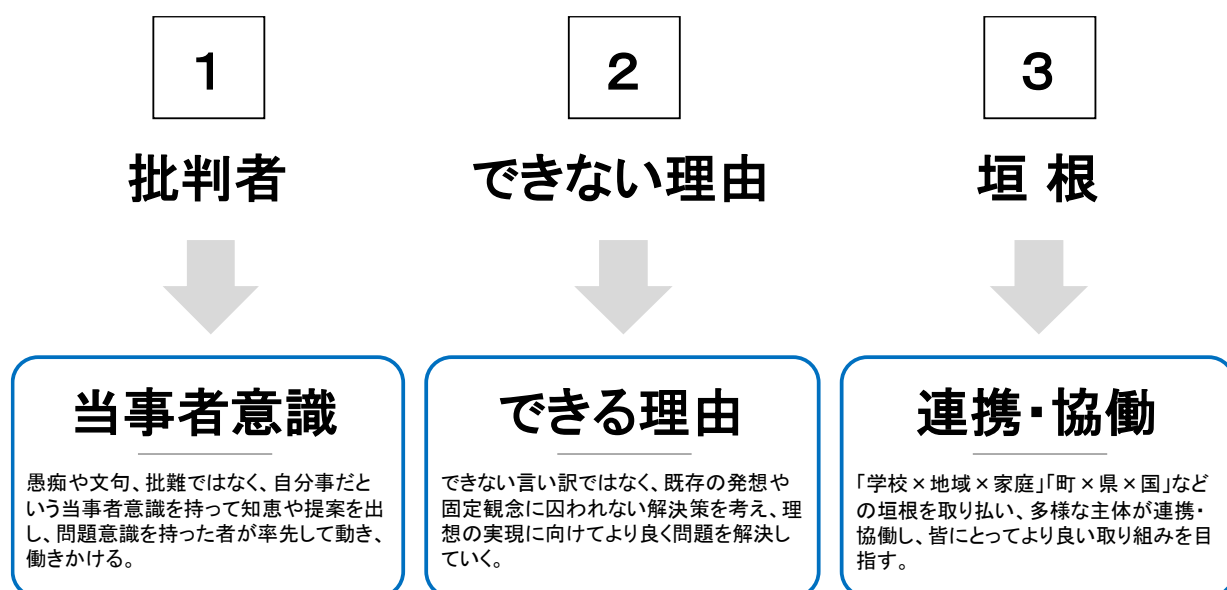 1
批判者
当事者意識
愚痴や文句、批難ではなく、自分事だと
いう当事者意識を持って知恵や提案を出
し、問題意識を持った者が率先して動き、
働きかける。
2
できない理由
できる理由
できない言い訳ではなく、既存の発想や
固定観念に囚われない解決策を考え、理
想の実現に向けてより良く問題を解決し
ていく。
3
垣 根
連携・協働
「学校×地域×家庭」「町×県×国」など
の垣根を取り払い、多様な主体が連携・
協働し、皆にとってより良い取り組みを目
指す。